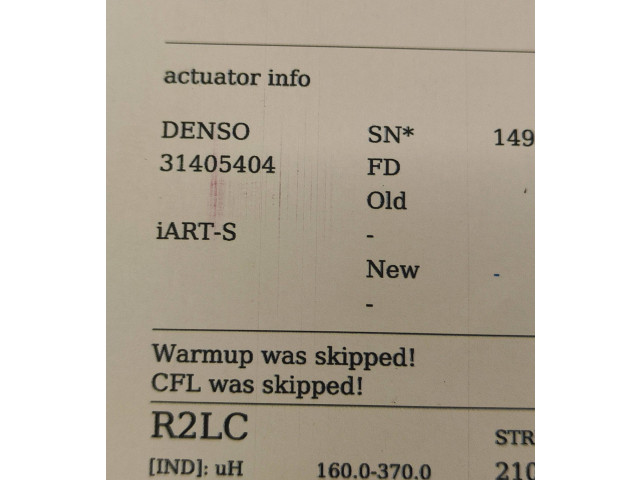 actuator info
DENSO SN* 149
31405404 FD
Old
iART-S -
New -
-
Warmup was skipped!
CFL was skipped!
R2LC STR
[IND]: uH 160.0-370.0 210